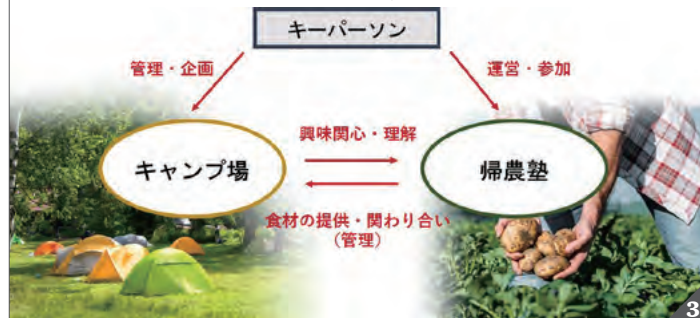 キーパーソン
管理・企画
運営・参加
興味関心・理解
キャンプ場
帰農塾
食材の提供・関わり合い
（管理）
3